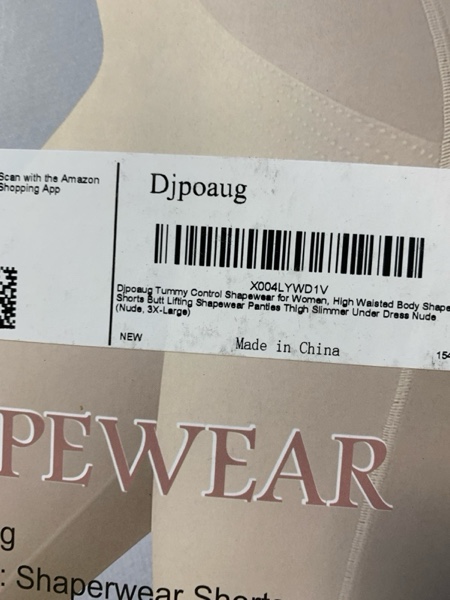 Scan with the Amazon
Shopping App
Djpoaug
X004LYWD1V
Djpoaug Tummy Control Shapewear for Women, High Waisted Body Shape
Shorts Butt Lifting Shapewear Panties Thigh Slimmer Under Dress Nude
(Nude, 3X-Large)
NEW
Made in China
154
PEWEAR
g
: Shaperwear Shorts